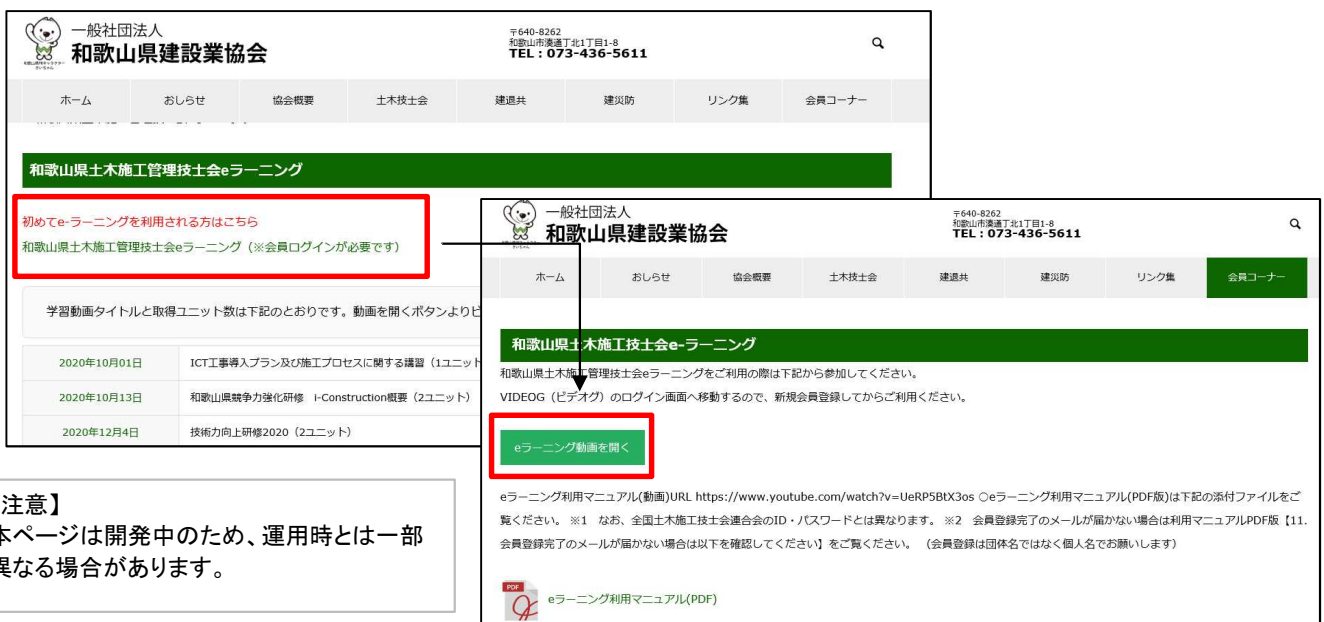 一般社団法人
和歌山県建設業協会
〒640-8262
和歌山市湊通丁北1丁目1-8
TEL：073-436-5611
ホーム おしらせ 協会概要 土木技士会 建退共 建災防 リンク集 会員コーナー
和歌山県土木施工管理技士会eラーニング
初めてe-ラーニングを利用される方はこちら
和歌山県土木施工管理技士会eラーニング（※会員ログインが必要です）
学習動画タイトルと取得ユニット数は下記のとおりです。動画を開くボタンよりビ
2020年10月01日 ICT工事導入プラン及び施工プロセスに関する講習（1ユニット
2020年10月13日 和歌山県競争力強化研修 i-Construction概要（2ユニット）
2020年12月4日 技術力向上研修2020（2ユニット）
注意】
本ページは開発中のため、運用時とは一部
異なる場合があります。
一般社団法人
和歌山県建設業協会
〒640-8262
和歌山市湊通丁北1丁目1-8
TEL：073-436-5611
ホーム おしらせ 協会概要 土木技士会 建退共 建災防 リンク集 会員コーナー
和歌山県土木施工技士会e-ラーニング
和歌山県土木施工管理技士会eラーニングをご利用の際は下記から参加してください。
VIDEOG（ビデオグ）のログイン画面へ移動するので、新規会員登録してからご利用ください。
eラーニング動画を開く
eラーニング利用マニュアル(動画)URL https://www.youtube.com/watch?v=UeRP5BtX3os ○eラーニング利用マニュアル(PDF版)は下記の添付ファイルをご
覧ください。 ※1 なお、全国土木施工技士会連合会のID・パスワードとは異なります。 ※2 会員登録完了のメールが届かない場合は利用マニュアルPDF版【11.
会員登録完了のメールが届かない場合は以下を確認してください】をご覧ください。 （会員登録は団体名ではなく個人名でお願いします）
PDF
eラーニング利用マニュアル(PDF)